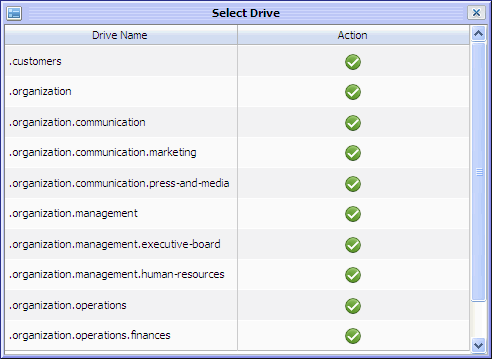 Select Drive
Drive Name Action
.customers
.organization
.organization.communication
.organization.communication.marketing
.organization.communication.press-and-media
.organization.management
.organization.management.executive-board
.organization.management.human-resources
.organization.operations
.organization.operations.finances